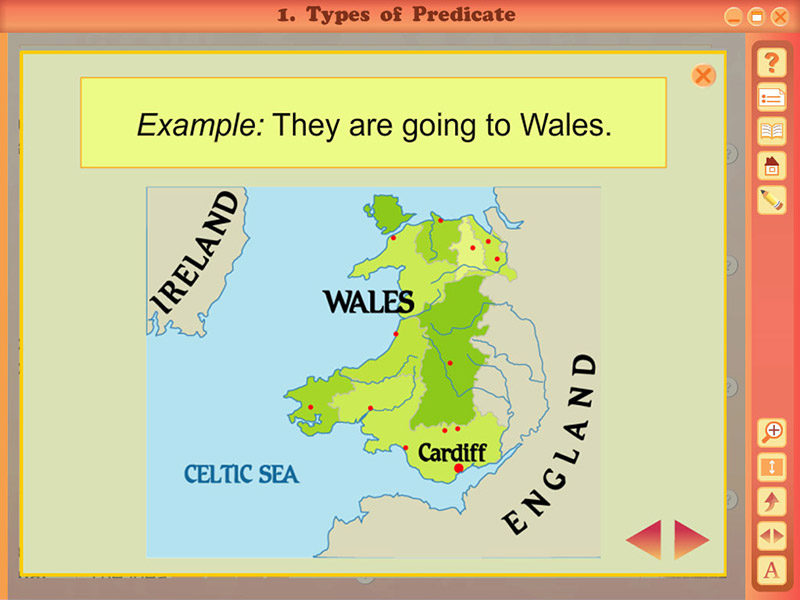 1. Types of Predicate
Example: They are going to Wales.
IRELAND
WALES
ENGLAND
Cardiff
CELTIC SEA
?
A